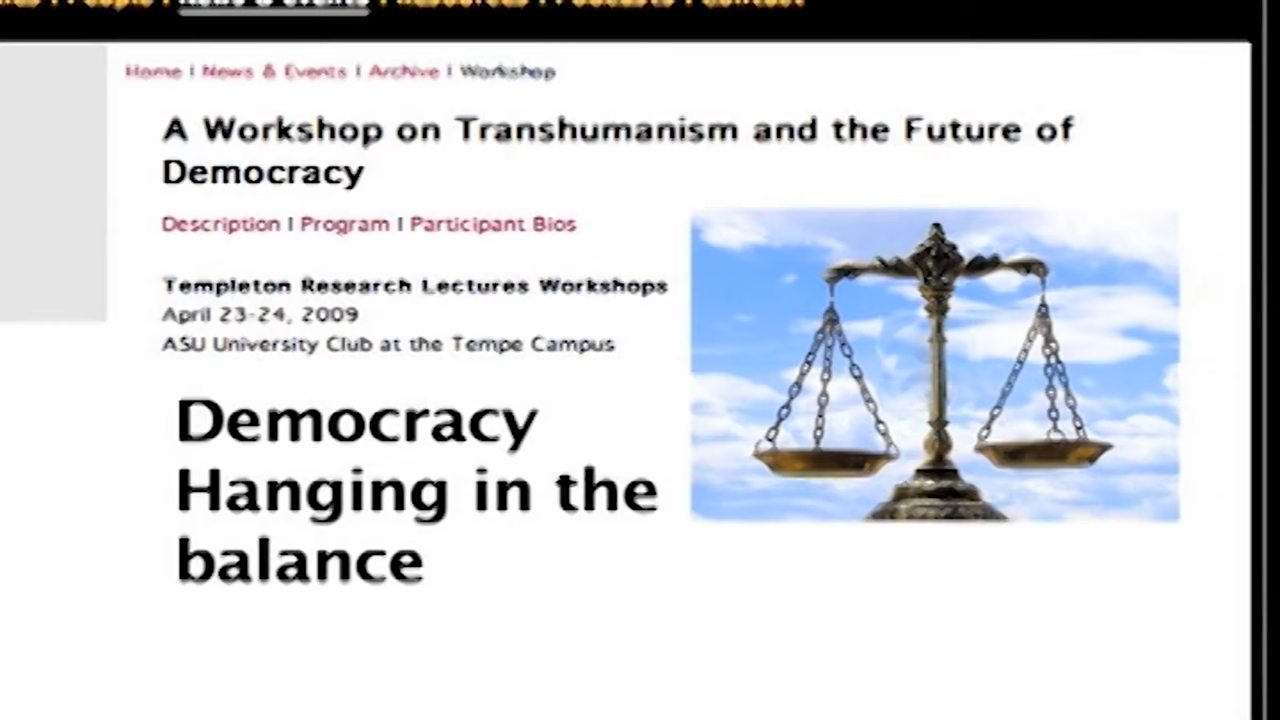 Home | News & Events | Archive | Workshop
A Workshop on Transhumanism and the Future of
Democracy
Description | Program | Participant Bios
Templeton Research Lectures Workshops
April 23-24, 2009
ASU University Club at the Tempe Campus
Democracy
Hanging in the
balance